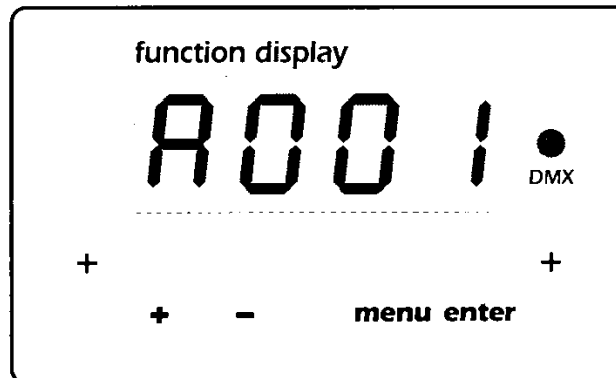 function display
A001
DMX
+ +
+ - menu enter